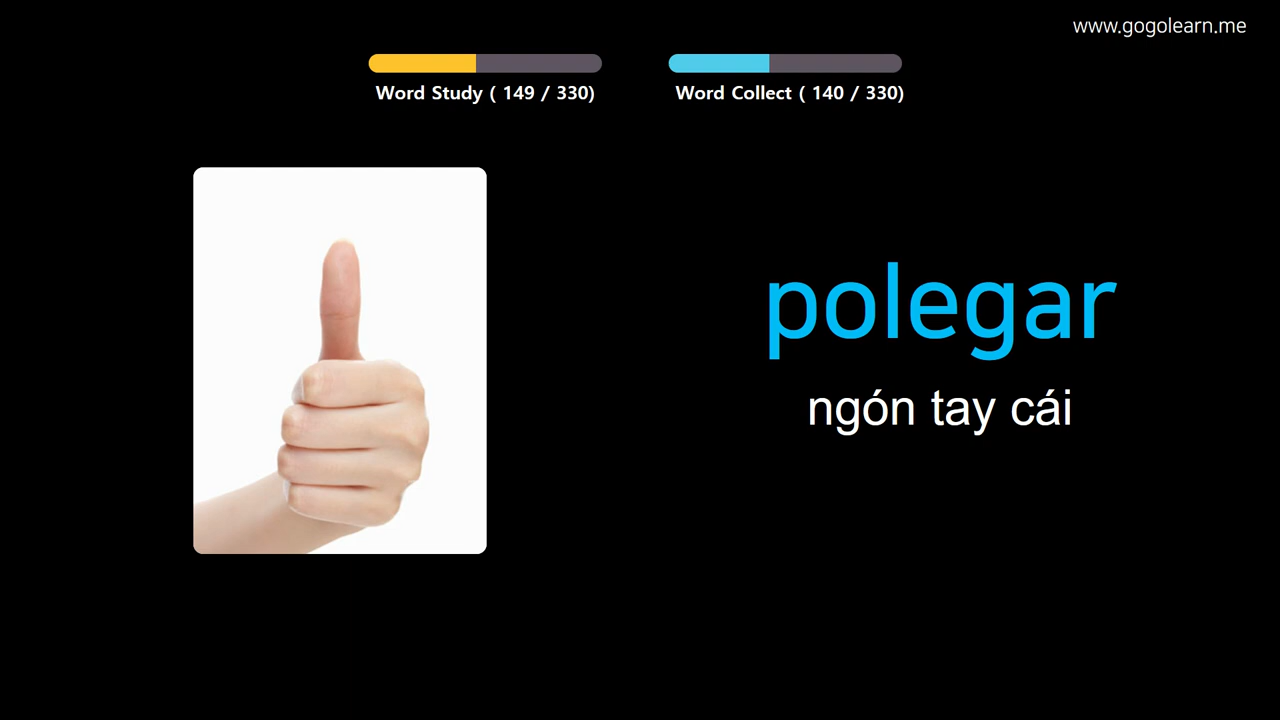 www.gogolearn.me
Word Study ( 149 / 330)
Word Collect ( 140 / 330)
polegar
ngón tay cái